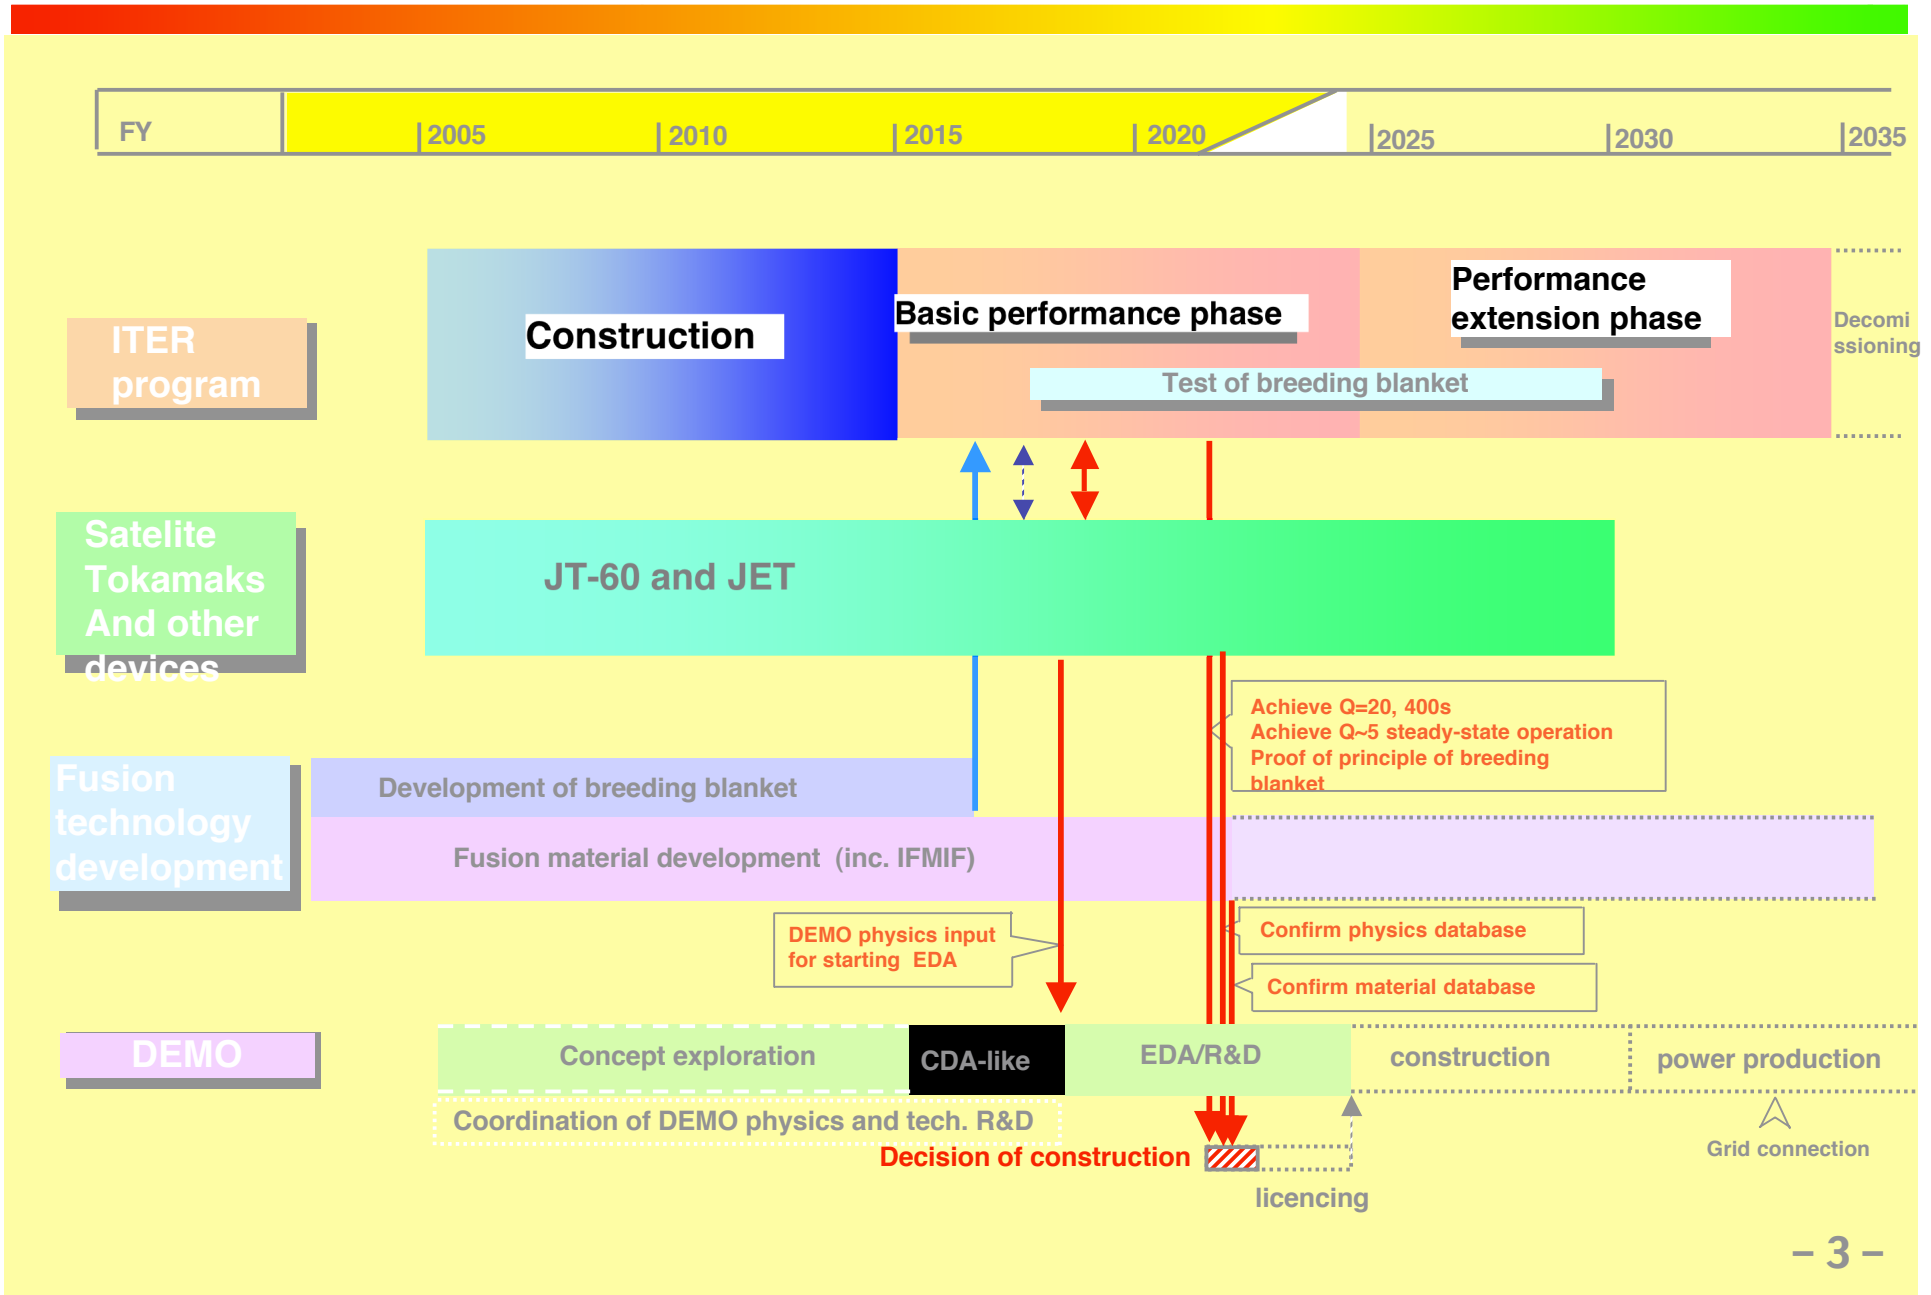 FY
2005
2010
2015
2020
2025
2030
2035
ITER
program
Construction
Basic performance phase
Performance
extension phase
Test of breeding blanket
Decomi
ssioning
Satelite
Tokamaks
And other
devices
JT-60 and JET
Achieve Q=20, 400s
Achieve Q~5 steady-state operation
Proof of principle of breeding
blanket
Fusion
technology
development
Development of breeding blanket
Fusion material development (inc. IFMIF)
DEMO physics input
for starting EDA
Confirm physics database
Confirm material database
DEMO
Concept exploration
CDA-like
EDA/R&D
construction
power production
Coordination of DEMO physics and tech. R&D
Decision of construction
licencing
Grid connection
– 3 –